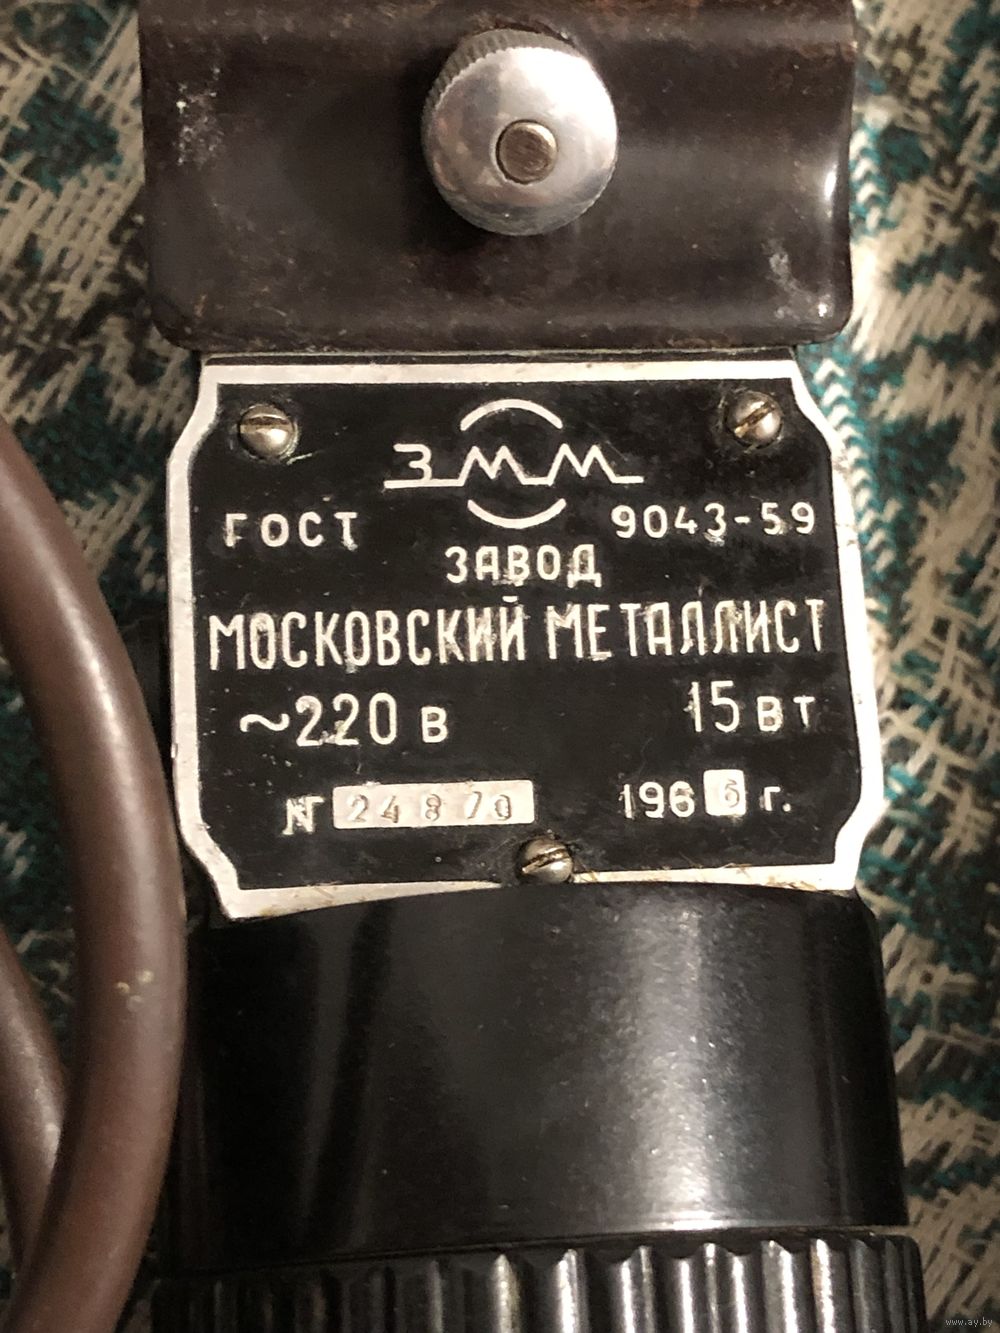 ЗММ
ГОСТ 9043-59
ЗАВОД
МОСКОВСКИЙ МЕТАЛЛИСТ
~220 В 15 ВТ
№ 24870 1966 г.
www.ay.by